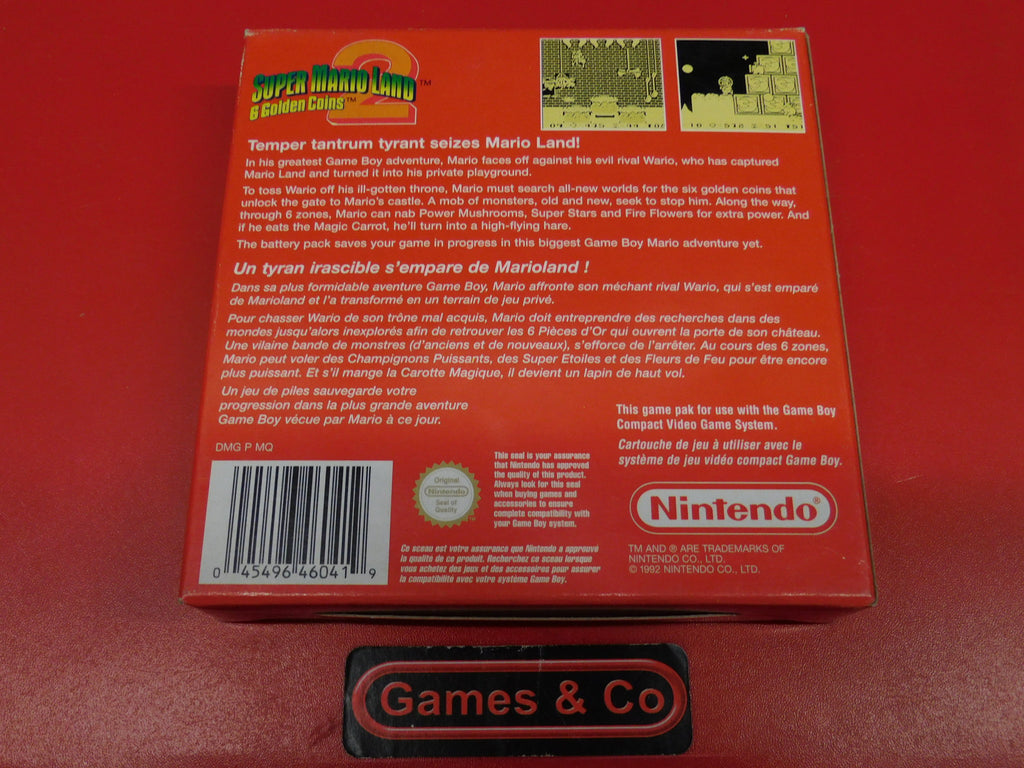 SUPER MARIO LAND™
2
6 Golden Coins™
Temper tantrum tyrant seizes Mario Land!
In his greatest Game Boy adventure, Mario faces off against his evil rival Wario, who has captured
Mario Land and turned it into his private playground.
To toss Wario off his ill-gotten throne, Mario must search all-new worlds for the six golden coins that
unlock the gate to Mario's castle. A mob of monsters, old and new, seek to stop him. Along the way,
through 6 zones, Mario can nab Power Mushrooms, Super Stars and Fire Flowers for extra power. And
if he eats the Magic Carrot, he'll turn into a high-flying hare.
The battery pack saves your game in progress in this biggest Game Boy Mario adventure yet.
Un tyran irascible s'empare de Marioland !
Dans sa plus formidable aventure Game Boy, Mario affronte son méchant rival Wario, qui s'est emparé
de Marioland et l'a transformé en un terrain de jeu privé.
Pour chasser Wario de son trône mal acquis, Mario doit entreprendre des recherches dans des
mondes jusqu'alors inexplorés afin de retrouver les 6 Pièces d'Or qui ouvrent la porte de son château.
Une vilaine bande de monstres (d'anciens et de nouveaux), s'efforce de l'arrêter. Au cours des 6 zones,
Mario peut voler des Champignons Puissants, des Super Etoiles et des Fleurs de Feu pour être encore
plus puissant. Et s'il mange la Carotte Magique, il devient un lapin de haut vol.
Un jeu de piles sauvegarde votre
progression dans la plus grande aventure
Game Boy vécue par Mario à ce jour.
This game pak for use with the Game Boy
Compact Video Game System.
Cartouche de jeu à utiliser avec le
système de jeu vidéo compact Game Boy.
DMG P MQ
0 45496 46041 9
Original
Nintendo
Seal of
Quality
This seal is your assurance
that Nintendo has approved
the quality of this product.
Always look for this seal
when buying games and
accessories to ensure
complete compatibility with
your Game Boy system.
Ce sceau est votre assurance que Nintendo a approuvé
la qualité de ce produit. Recherchez ce sceau lorsque
vous achetez des jeux et des accessoires pour assurer
la compatibilité avec votre système Game Boy.
Nintendo®
TM AND ® ARE TRADEMARKS OF
NINTENDO CO., LTD.
© 1992 NINTENDO CO., LTD.
Games & Co